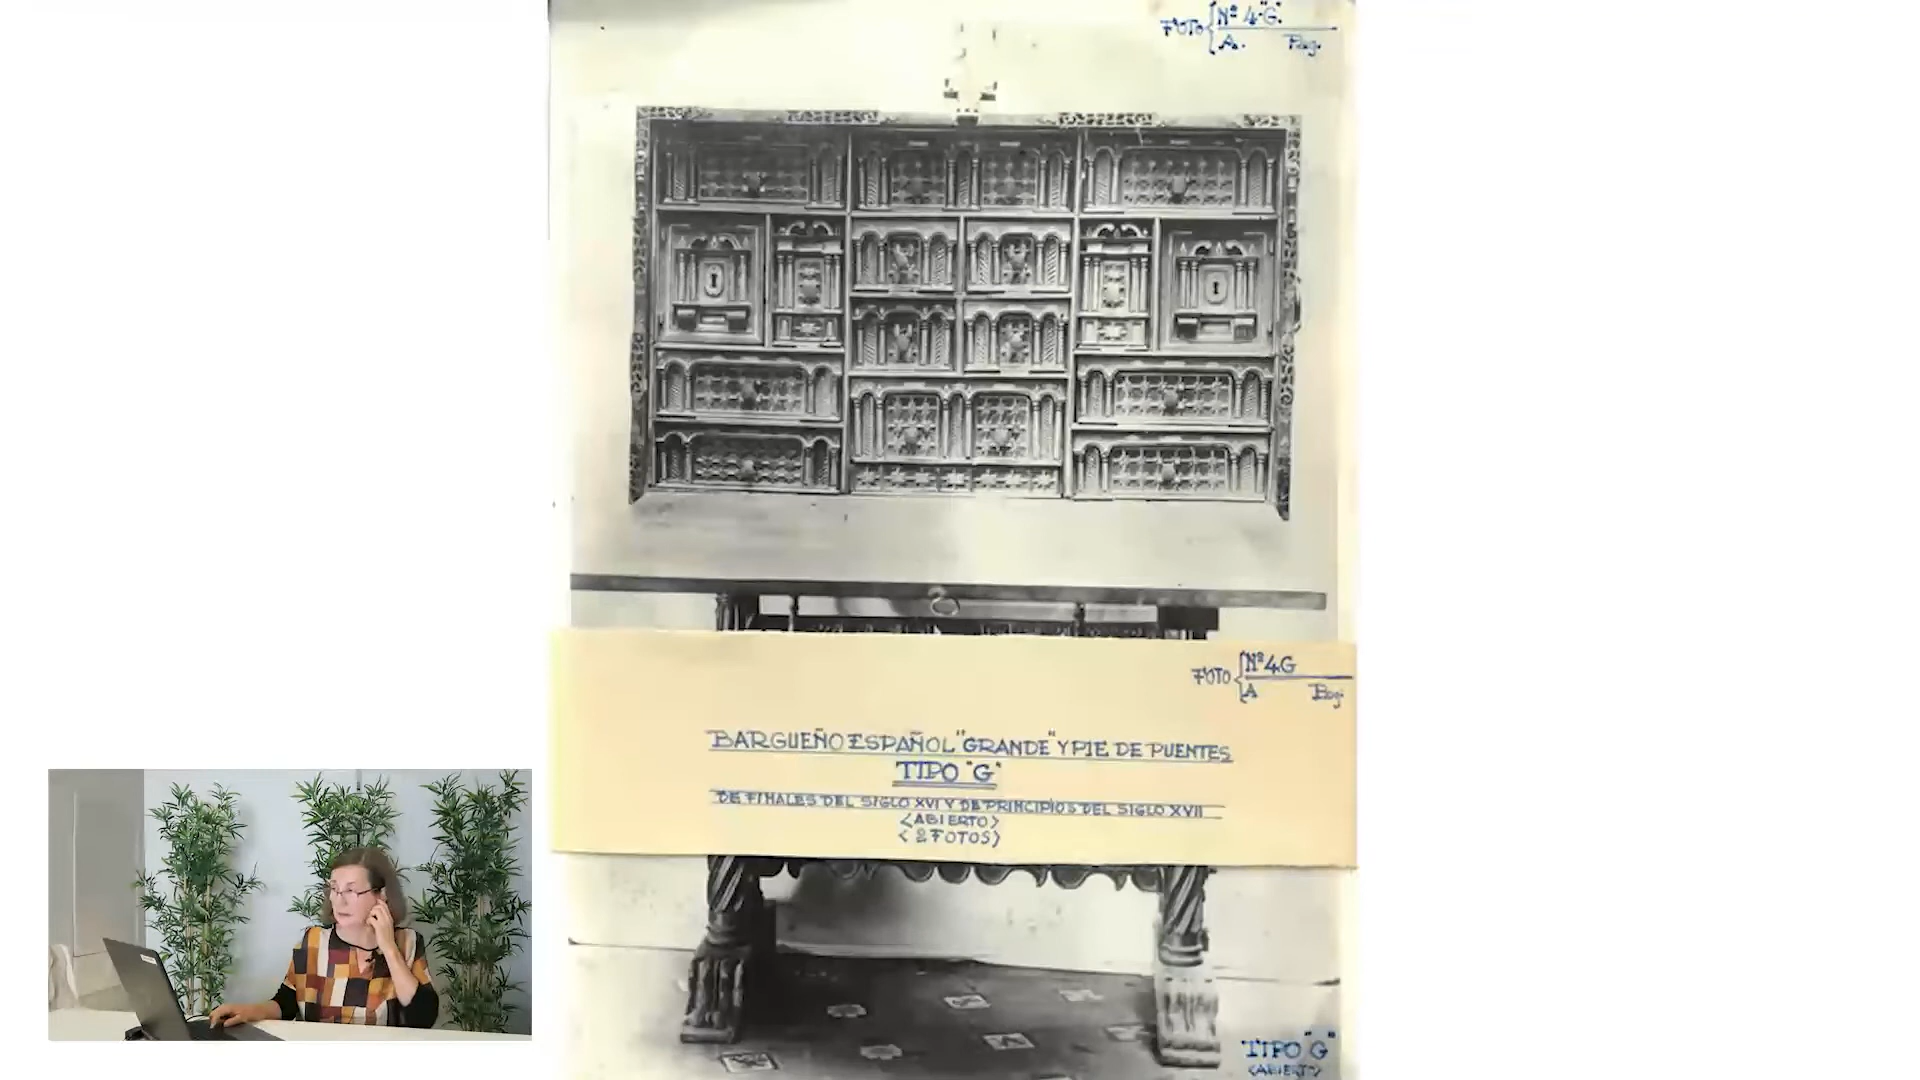 FOTO { Nº 4."G".
A. Pag.
FOTO { Nº 4.G
A Pag.
BARGUEÑO ESPAÑOL "GRANDE" Y PIE DE PUENTES
TIPO "G"
DE FINALES DEL SIGLO XVI Y DE PRINCIPIOS DEL SIGLO XVII
<ABIERTO>
<2 FOTOS>
TIPO "G"
<ABIERTO>